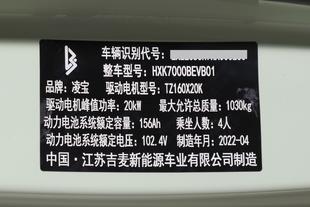 车辆识别代号:
整车型号: HXK7000BEVB01
品牌: 凌宝 驱动电机型号: TZ160X20K
驱动电机峰值功率: 20kW 最大允许总质量: 1030kg
动力电池系统额定容量: 156Ah 乘坐人数: 4人
动力电池系统额定电压: 102.4V 制造年月: 2022-04
中国·江苏吉麦新能源车业有限公司制造